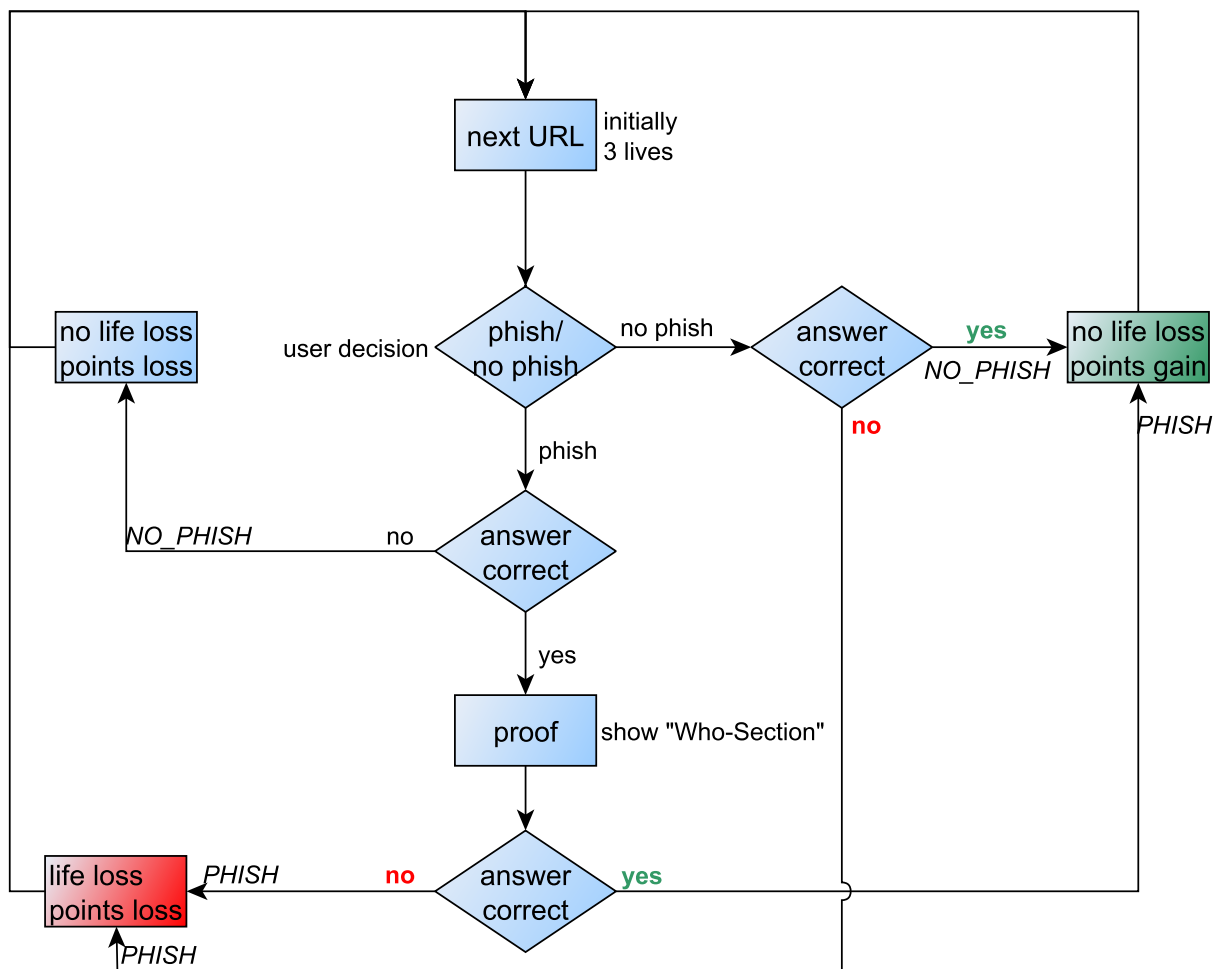 next URL
initially
3 lives
no life loss
points loss
user decision
phish/
no phish
no phish
answer
correct
yes
NO_PHISH
no life loss
points gain
no
PHISH
phish
NO_PHISH
no
answer
correct
yes
proof
show "Who-Section"
life loss
points loss
PHISH
no
answer
correct
yes
PHISH